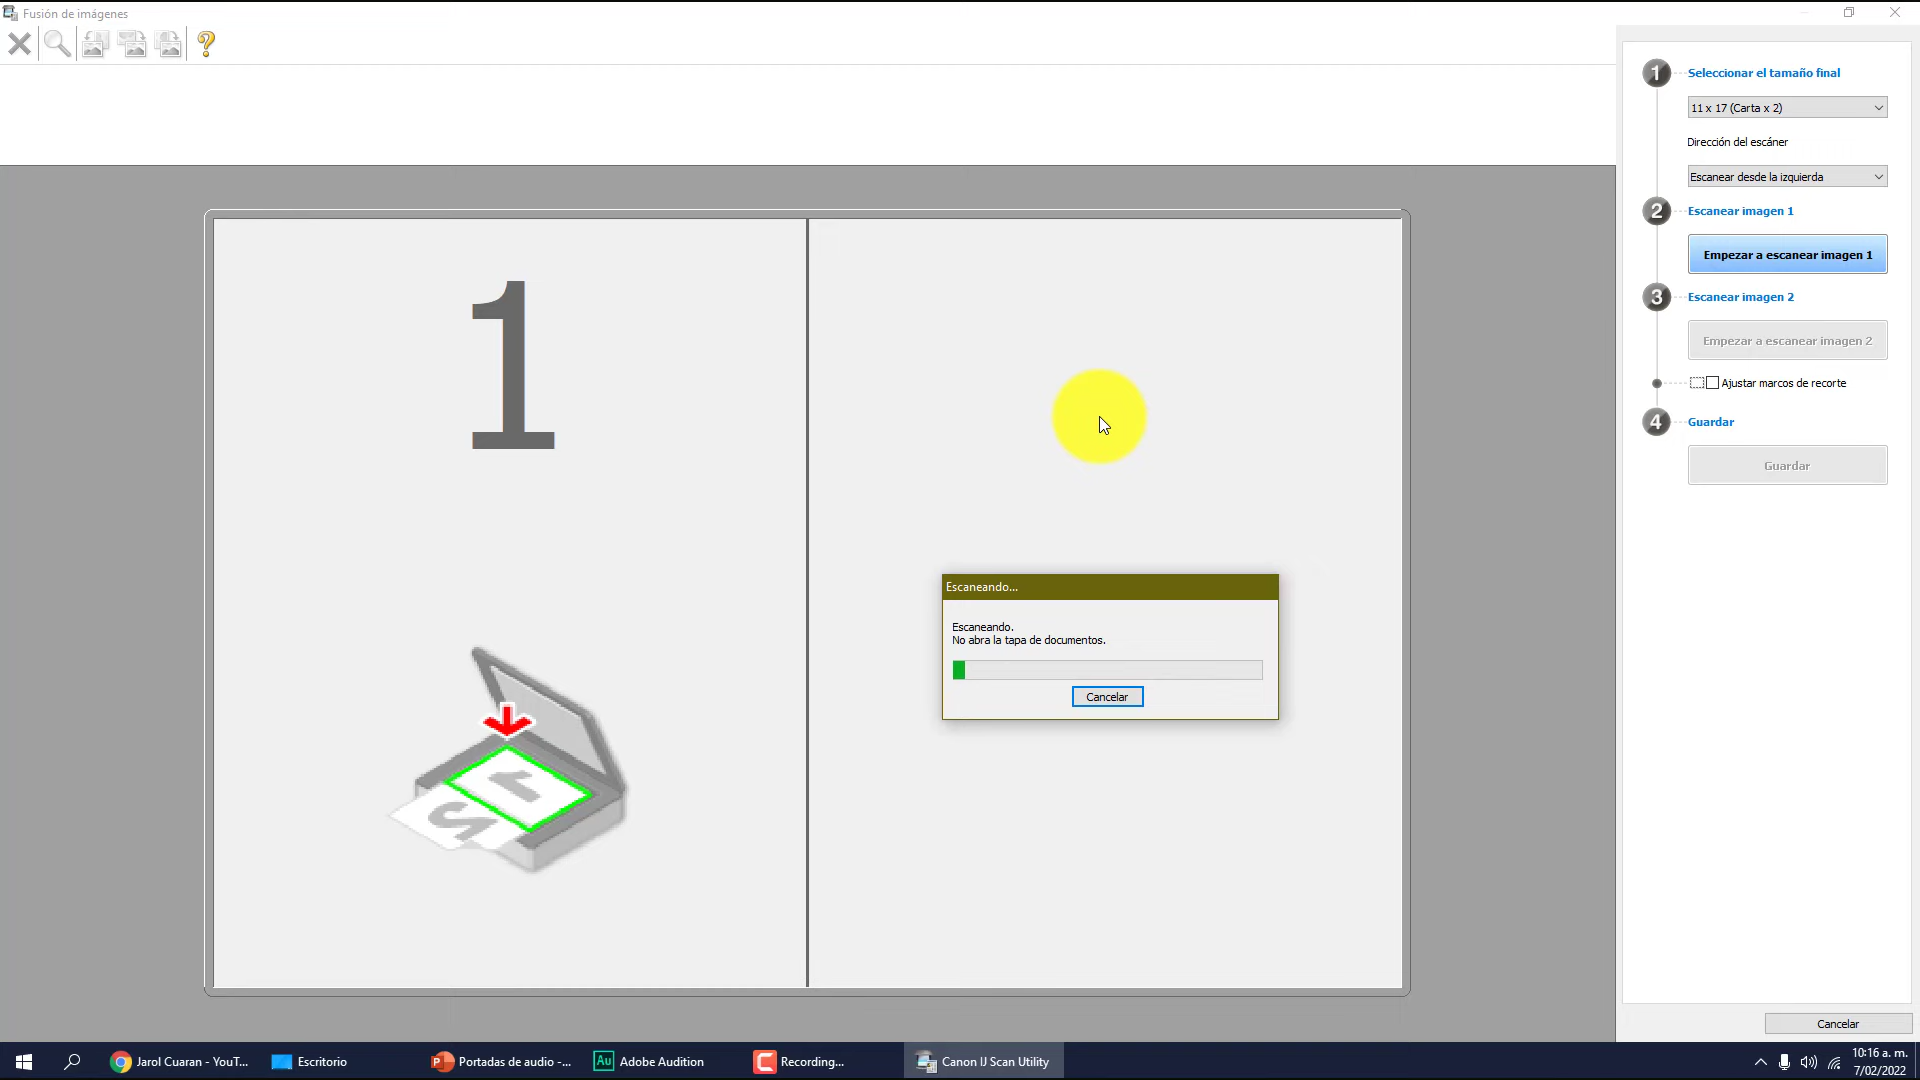 Fusión de imágenes
?
1
Seleccionar el tamaño final
11 x 17 (Carta x 2)
Dirección del escáner
Escanear desde la izquierda
2
Escanear imagen 1
Empezar a escanear imagen 1
3
Escanear imagen 2
Empezar a escanear imagen 2
Ajustar marcos de recorte
4
Guardar
Guardar
1
Escaneando...
Escaneando.
No abra la tapa de documentos.
Cancelar
1
2
Cancelar
Jarol Cuaran - YouT...
Escritorio
Portadas de audio -...
Au
Adobe Audition
Recording...
Canon IJ Scan Utility
10:16 a. m.
7/02/2022